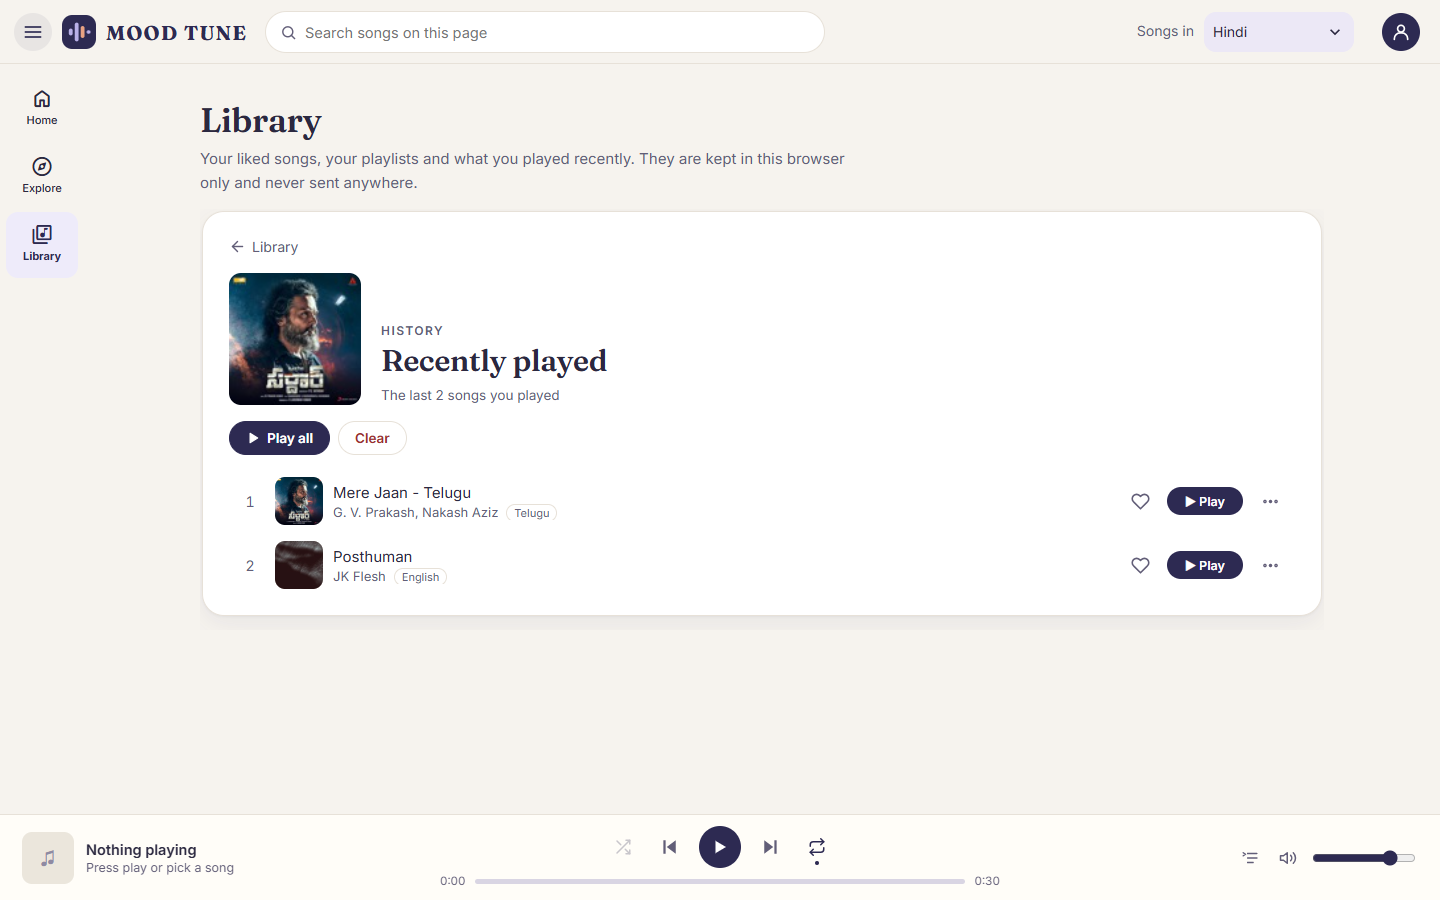 MOOD TUNE
Search songs on this page
Songs in
Hindi
Home
Explore
Library
Library
Your liked songs, your playlists and what you played recently. They are kept in this browser
only and never sent anywhere.
Library
సర్దార్
HISTORY
Recently played
The last 2 songs you played
Play all
Clear
1
Mere Jaan - Telugu
G. V. Prakash, Nakash Aziz
Telugu
Play
2
Posthuman
JK Flesh
English
Play
Nothing playing
Press play or pick a song
0:00
0:30